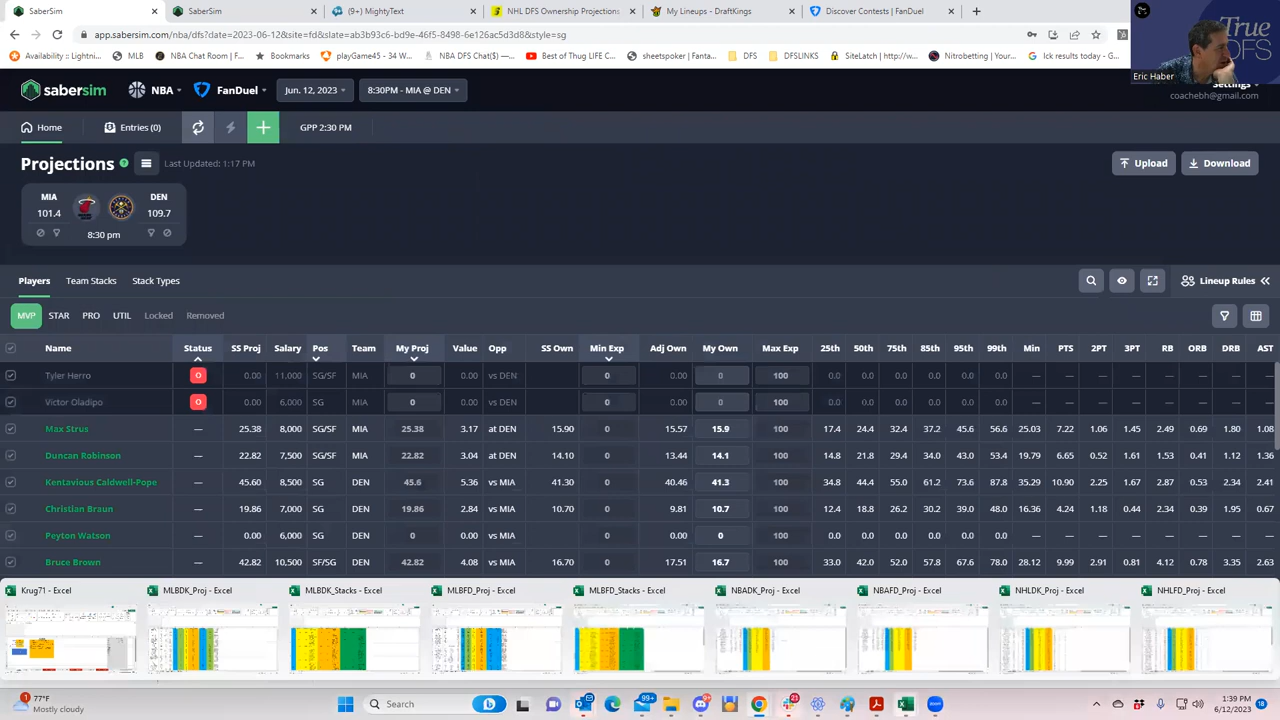 SaberSim
SaberSim
(9+) MightyText
NHL DFS Ownership Projections
My Lineups - DraftKings
Discover Contests | FanDuel
app.sabersim.com/nba/dfs?date=2023-06-12&site=fd&slate=ab3b93c6-bd9e-46f5-8498-6e126ac5d3d8&style=sg
Availability :: Lightni...
MLB
NBA Chat Room | Fa...
Bookmarks
playGame45 - 34 W...
NBA DFS Chat($) —...
Best of Thug LIFE C...
sheetspoker | Fanta...
DFS
DFSLINKS
SiteLatch | (Whop) T...
Nitrobetting | Your...
lck results today - G...
True
DFS
Eric Haber
sabersim
NBA
FanDuel
Jun. 12, 2023
8:30PM - MIA @ DEN
Settings
coachebh@gmail.com
Home
Entries (0)
GPP 2:30 PM
Projections
Last Updated: 1:17 PM
Upload
Download
MIA DEN
101.4 109.7
8:30 pm
Players Team Stacks Stack Types
Lineup Rules
MVP STAR PRO UTIL Locked Removed
Name Status SS Proj Salary Pos Team My Proj Value Opp SS Own Min Exp Adj Own My Own Max Exp 25th 50th 75th 85th 95th 99th Min PTS 2PT 3PT RB ORB DRB AST
Tyler Herro O 0.00 11,000 SG/SF MIA 0 0.00 vs DEN 0 0.00 0 100 0.0 0.0 0.0 0.0 0.0 0.0 — — — — — — — —
Victor Oladipo O 0.00 6,000 SG MIA 0 0.00 vs DEN 0 0.00 0 100 0.0 0.0 0.0 0.0 0.0 0.0 — — — — — — — —
Max Strus — 25.38 8,000 SG/SF MIA 25.38 3.17 at DEN 15.90 0 15.57 15.9 100 17.4 24.4 32.4 37.2 45.6 56.6 25.03 7.22 1.06 1.45 2.49 0.69 1.80 1.08
Duncan Robinson — 22.82 7,500 SG/SF MIA 22.82 3.04 at DEN 14.10 0 13.44 14.1 100 14.8 21.8 29.4 34.0 43.0 53.4 19.79 6.65 0.52 1.61 1.53 0.41 1.12 1.36
Kentavious Caldwell-Pope — 45.60 8,500 SG DEN 45.6 5.36 vs MIA 41.30 0 40.46 41.3 100 34.8 44.4 55.0 61.2 73.6 87.8 35.29 10.90 2.25 1.67 2.87 0.53 2.34 2.41
Christian Braun — 19.86 7,000 SG DEN 19.86 2.84 vs MIA 10.70 0 9.81 10.7 100 12.4 18.8 26.2 30.2 39.0 48.0 16.36 4.24 1.18 0.44 2.34 0.39 1.95 0.67
Peyton Watson — 0.00 6,000 SG DEN 0 0.00 vs MIA 0.00 0 0.00 0 100 0.0 0.0 0.0 0.0 0.0 0.0 — — — — — — — —
Bruce Brown — 42.82 10,500 SF/SG DEN 42.82 4.08 vs MIA 16.70 0 17.51 16.7 100 33.0 42.0 52.0 57.8 67.6 78.0 28.12 9.99 2.91 0.81 4.12 0.78 3.35 2.63
Krug71 - Excel
MLBDK_Proj - Excel
MLBDK_Stacks - Excel
MLBFD_Proj - Excel
MLBFD_Stacks - Excel
NBADK_Proj - Excel
NBAFD_Proj - Excel
NHLDK_Proj - Excel
NHLFD_Proj - Excel
77°F
Mostly cloudy
Search
99+
21
1:39 PM
6/12/2023
18